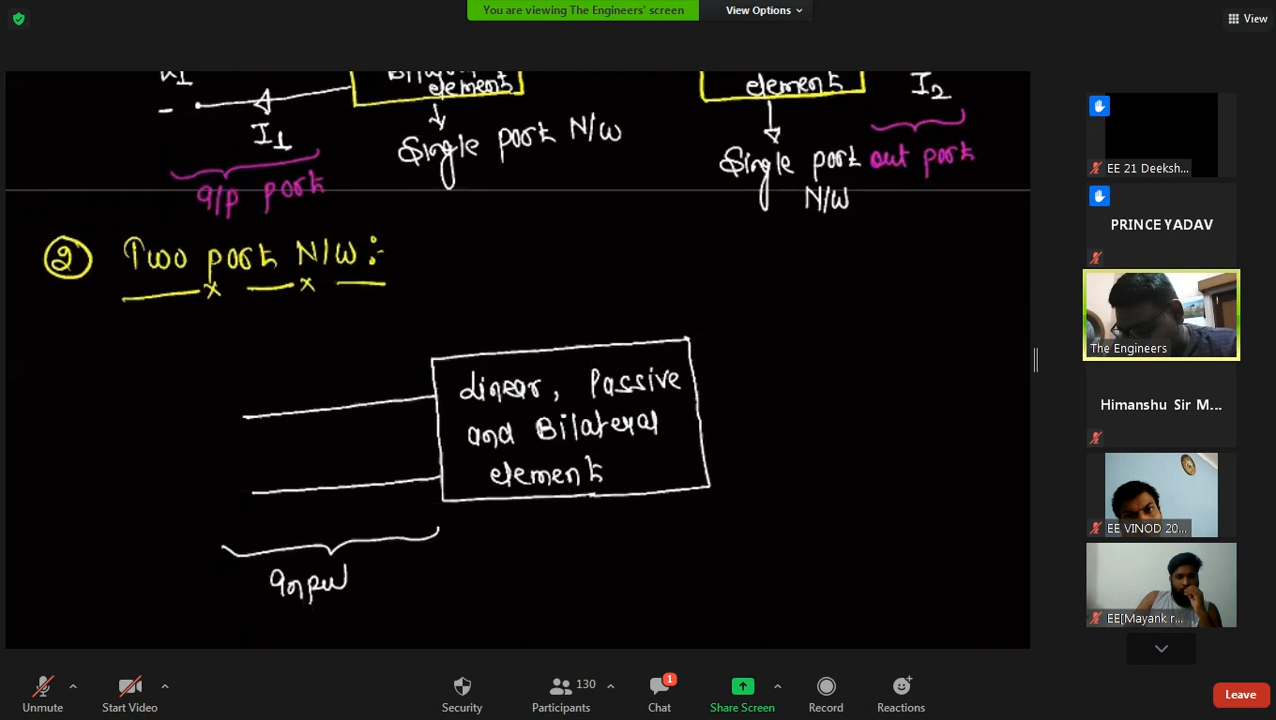 You are viewing The Engineers' screen
View Options
View
element
element
I2
I1
Single port N/W
Single port
out port
N/W
i/p port
2 Two port N/W :-
Linear, Passive
and Bilateral
element
Inpu
EE 21 Deeksh...
PRINCE YADAV
The Engineers
Himanshu Sir M...
EE VINOD 20...
EE[Mayank r...
Unmute
Start Video
Security
130
Participants
1
Chat
Share Screen
Record
Reactions
Leave